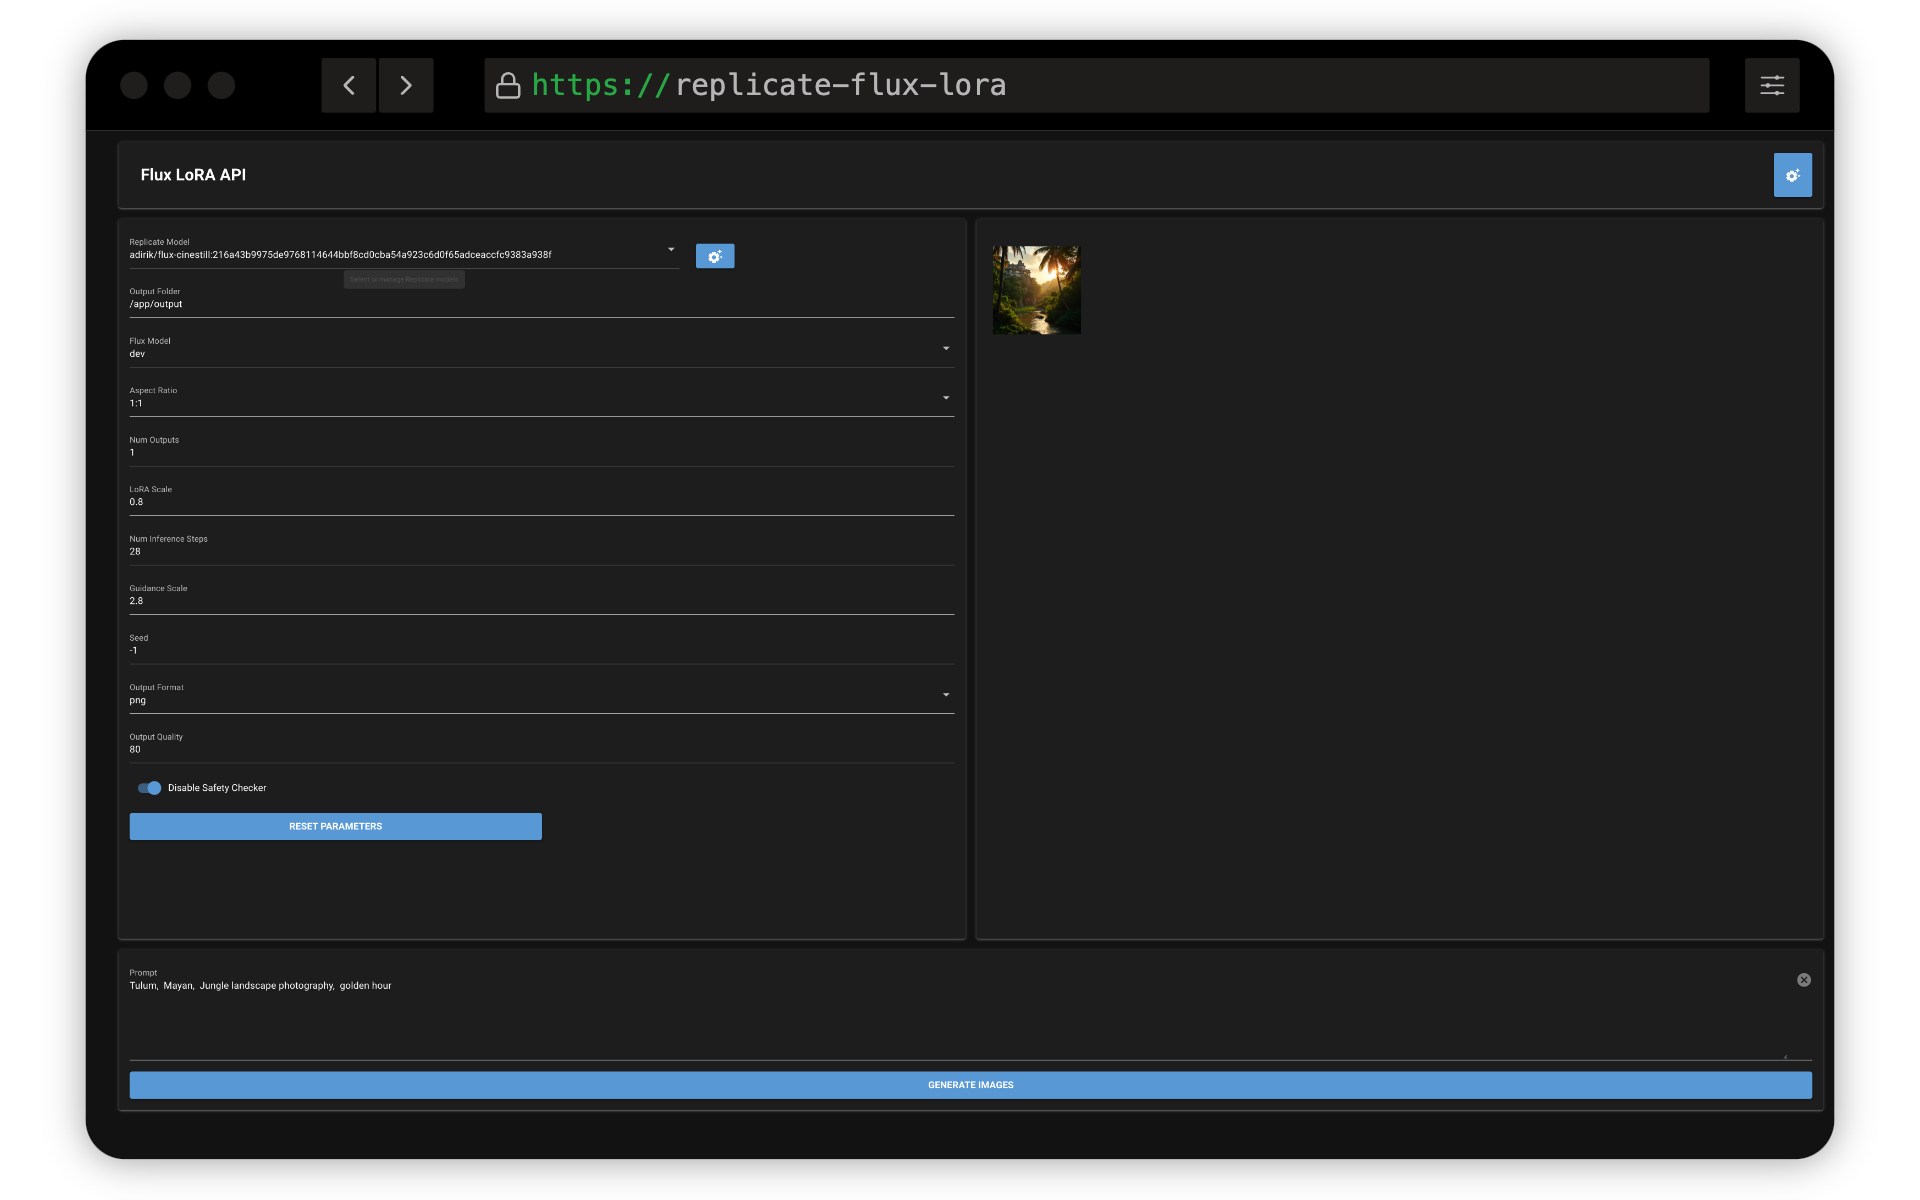 https://replicate-flux-lora
Flux LoRA API
Replicate Model
adirik/flux-cinestill:216a43b9975de9768114644bbf8cd0cba54a923c6d0f65adceaccfc9383a938f
Select or manage Replicate models
Output Folder
/app/output
Flux Model
dev
Aspect Ratio
1:1
Num Outputs
1
LoRA Scale
0.8
Num Inference Steps
28
Guidance Scale
2.8
Seed
-1
Output Format
png
Output Quality
80
Disable Safety Checker
RESET PARAMETERS
Prompt
Tulum, Mayan, Jungle landscape photography, golden hour
GENERATE IMAGES